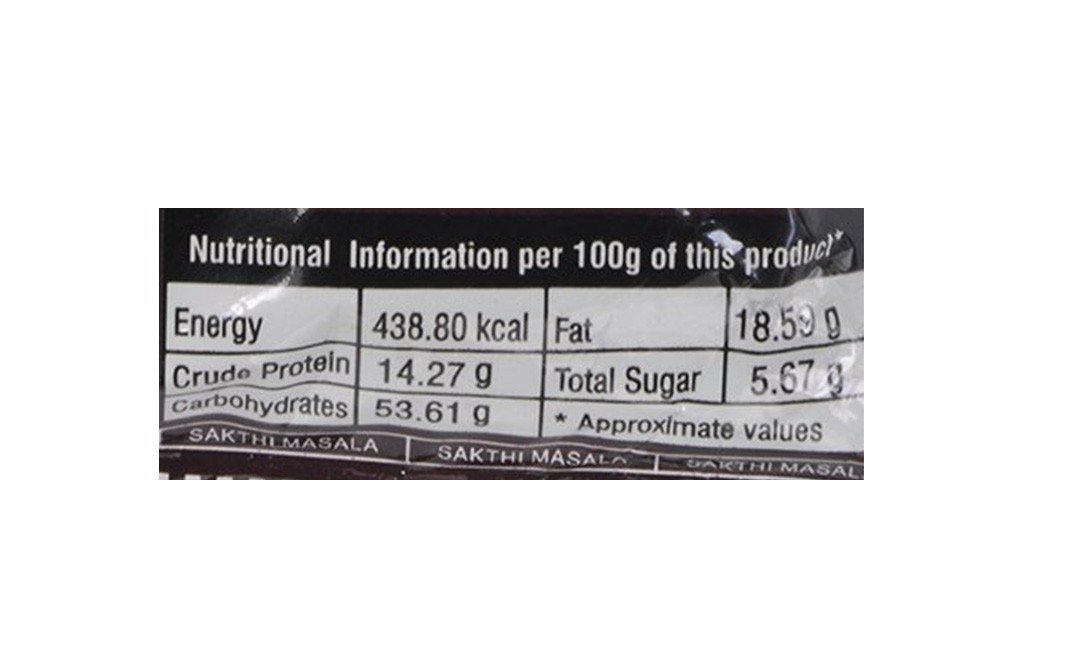 Nutritional Information per 100g of this product*
Energy 438.80 kcal Fat 18.59 g
Crude Protein 14.27 g Total Sugar 5.67 g
Carbohydrates 53.61 g * Approximate values
SAKTHI MASALA SAKTHI MASALA SAKTHI MASAL